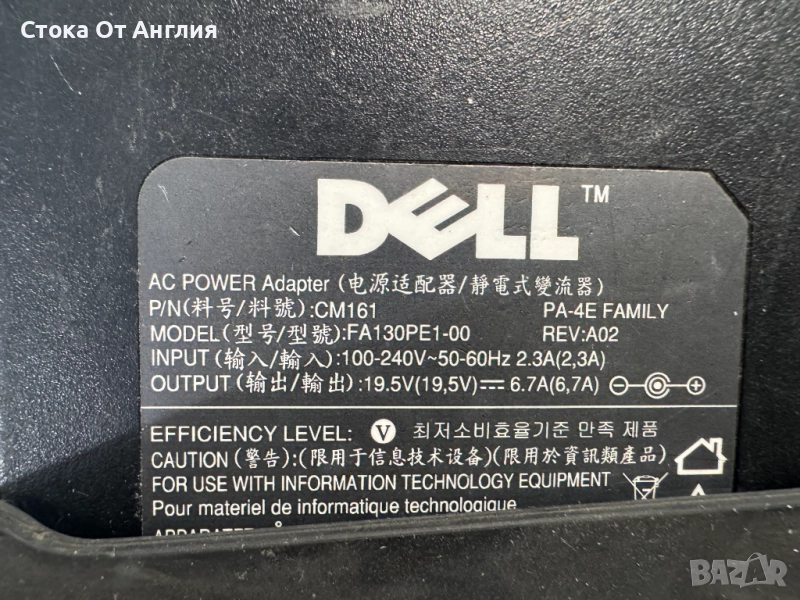 Стока От Англия
DELL™
AC POWER Adapter (电源适配器/靜電式變流器)
P/N(料号/料號):CM161 PA-4E FAMILY
MODEL(型号/型號):FA130PE1-00 REV:A02
INPUT (输入/輸入):100-240V~50-60Hz 2.3A(2,3A)
OUTPUT (输出/輸出):19.5V(19,5V)⎓ 6.7A(6,7A)
EFFICIENCY LEVEL: V 최저소비효율기준 만족 제품
CAUTION (警告):(限用于信息技术设备)(限用於資訊類產品)
FOR USE WITH INFORMATION TECHNOLOGY EQUIPMENT
Pour materiel de informatique technologique
BAZAR